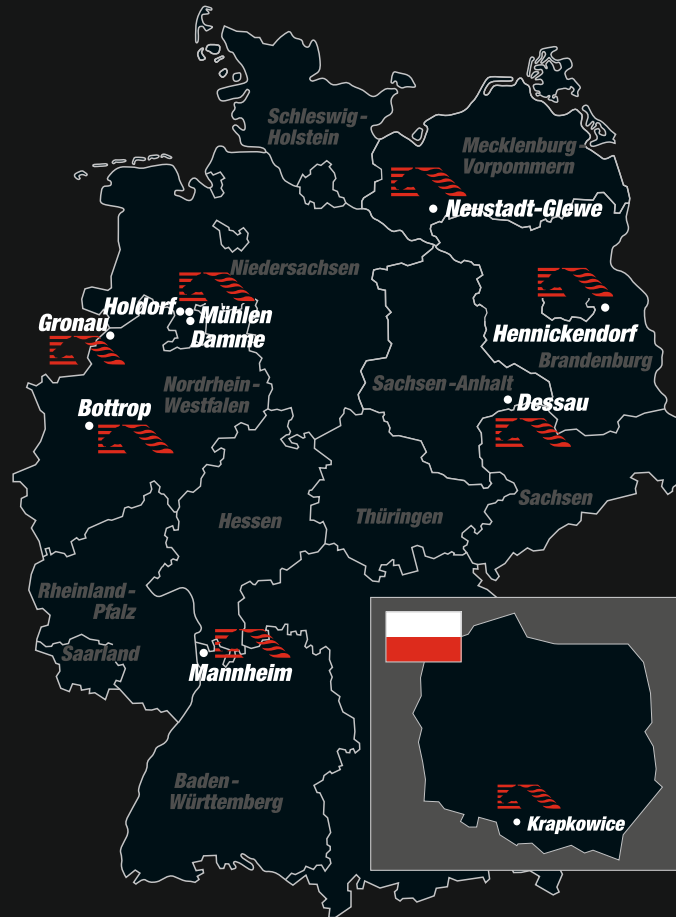 Schleswig-
Holstein
Mecklenburg-
Vorpommern
Neustadt-Glewe
Niedersachsen
Holdorf
Mühlen
Gronau
Damme
Hennickendorf
Brandenburg
Nordrhein-
Westfalen
Sachsen-Anhalt
Bottrop
Dessau
Sachsen
Hessen
Thüringen
Rheinland-
Pfalz
Saarland
Mannheim
Baden-
Württemberg
Krapkowice